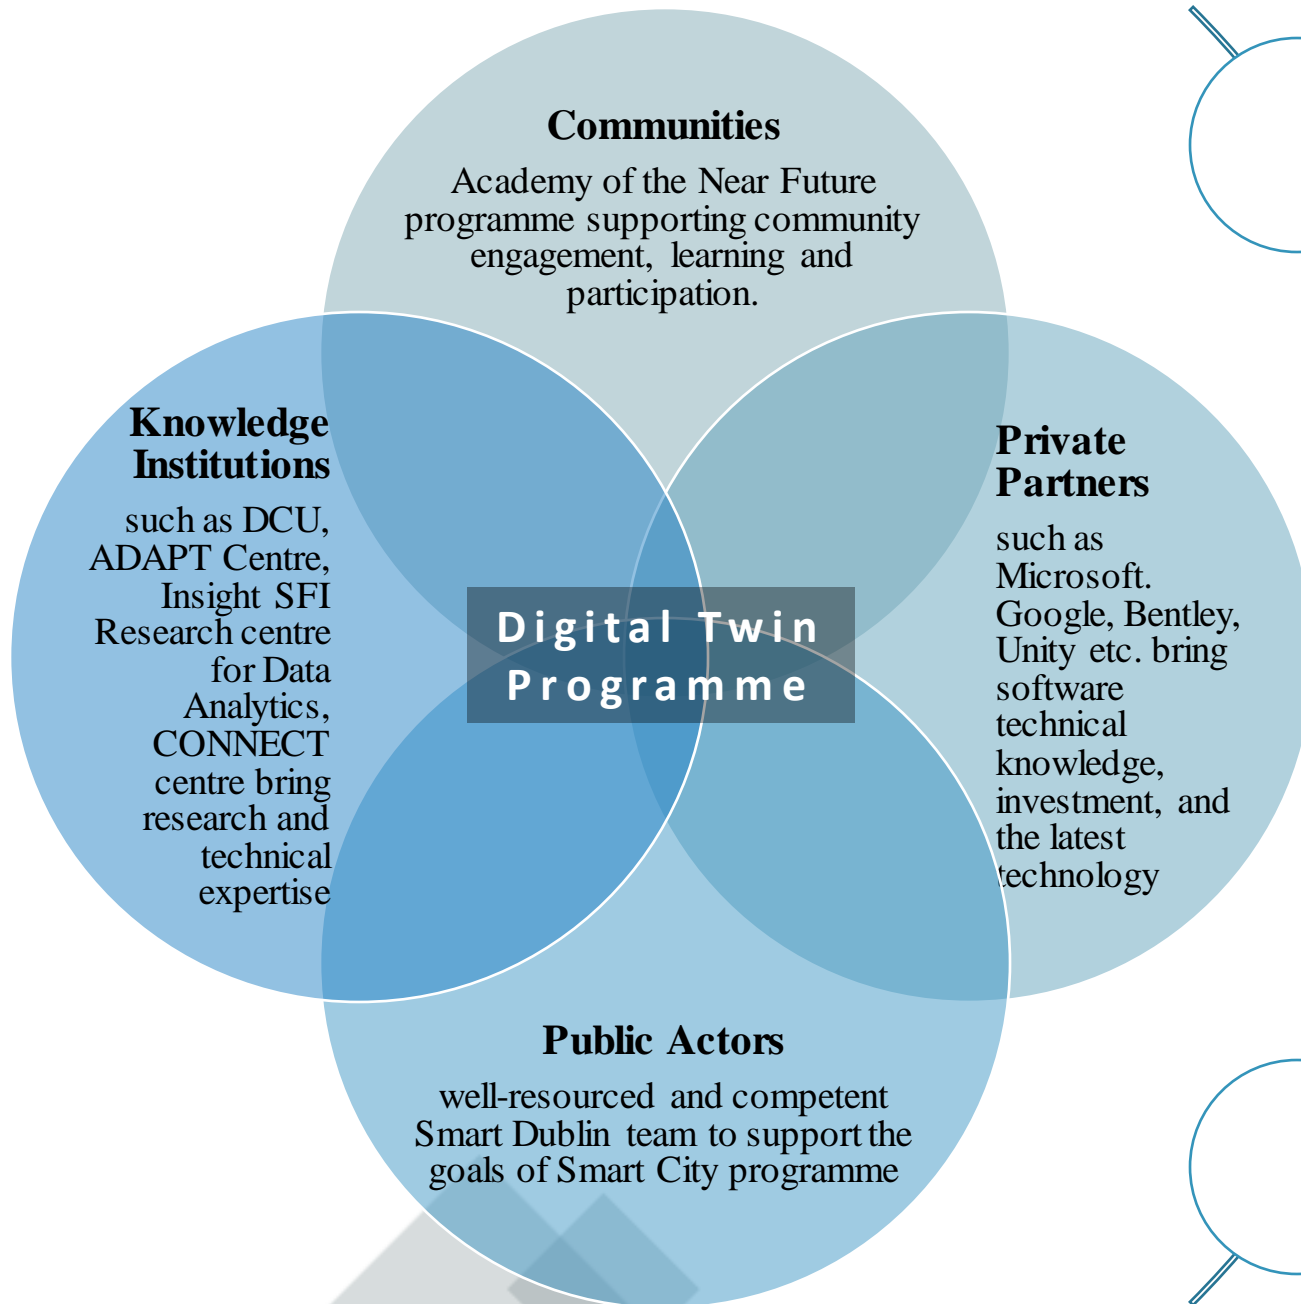 Communities
Academy of the Near Future
programme supporting community
engagement, learning and
participation.
Knowledge
Institutions
such as DCU,
ADAPT Centre,
Insight SFI
Research centre
for Data
Analytics,
CONNECT
centre bring
research and
technical
expertise
Digital Twin
Programme
Private
Partners
such as
Microsoft.
Google, Bentley,
Unity etc. bring
software
technical
knowledge,
investment, and
the latest
technology
Public Actors
well-resourced and competent
Smart Dublin team to support the
goals of Smart City programme